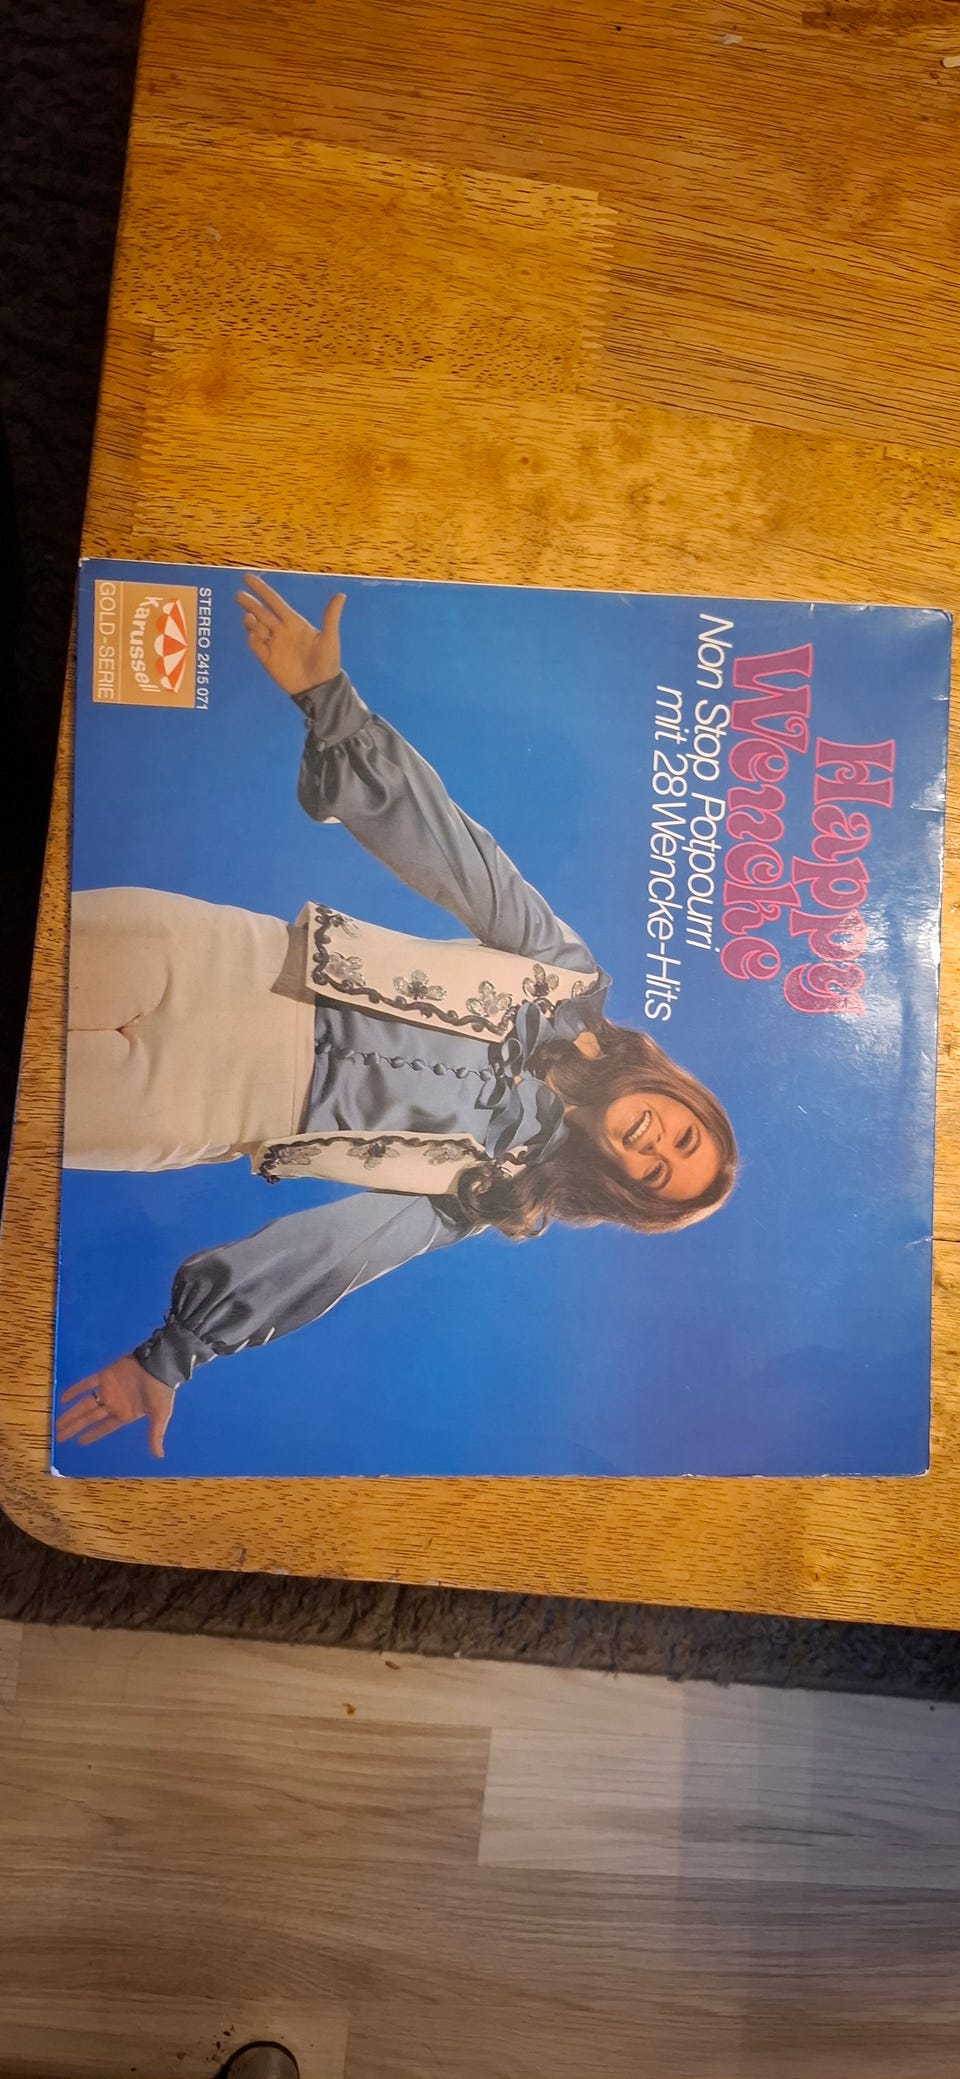 Happy
Wencke
Non Stop Potpourri
mit 28 Wencke-Hits
STEREO 2415 071
karussell
GOLD-SERIE